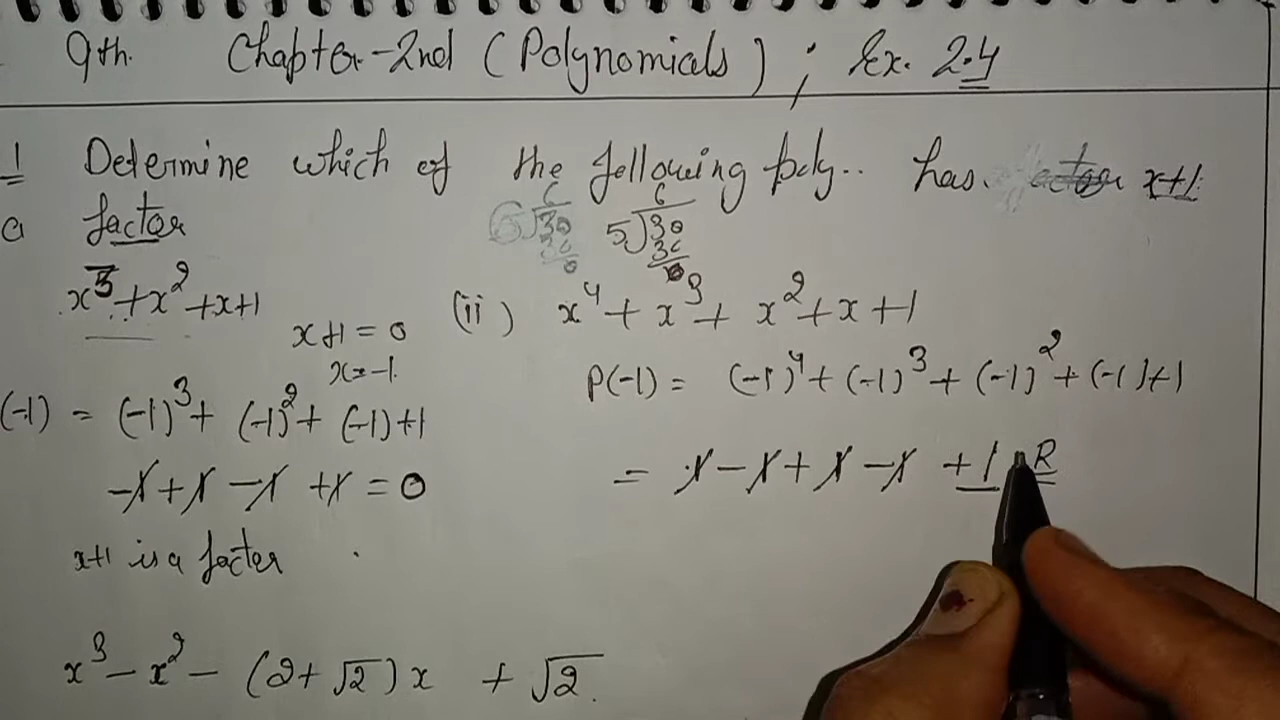 9th. Chapter-2nd (Polynomials) ; Ex. 2.4
1 Determine which of the following poly.. has. x+1.
a factor
6
30
30
0
6
5)30
30
0
x³+x²+x+1
(ii) x⁴+x³+x²+x+1
x+1=0
x=-1.
P(-1) = (-1)⁴+(-1)³+(-1)²+(-1)+1
(-1) = (-1)³+(-1)²+(-1)+1
= 1-1+1-1 +1 R
-1+1-1+1=0
x+1 is a facter
x³-x²-(2+√2)x +√2.